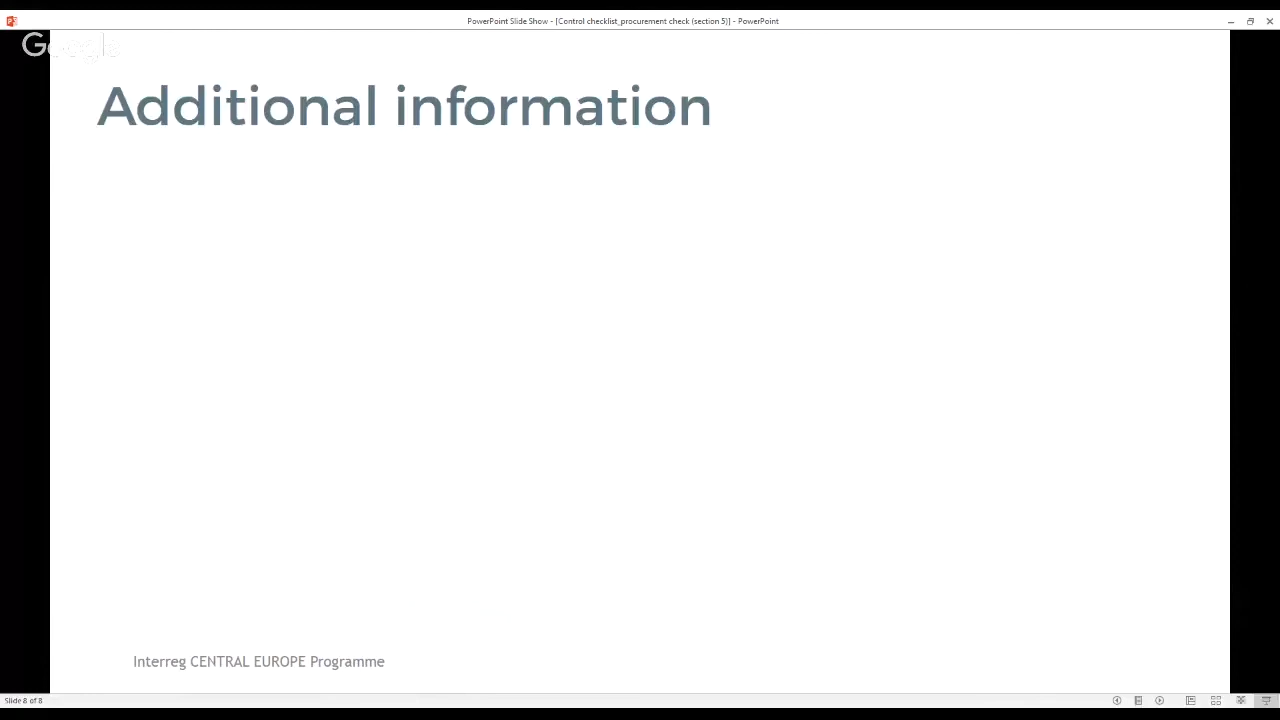 PowerPoint Slide Show - [Control checklist_procurement check (section 5)] - PowerPoint
Google
Additional information
Interreg CENTRAL EUROPE Programme
Slide 8 of 8